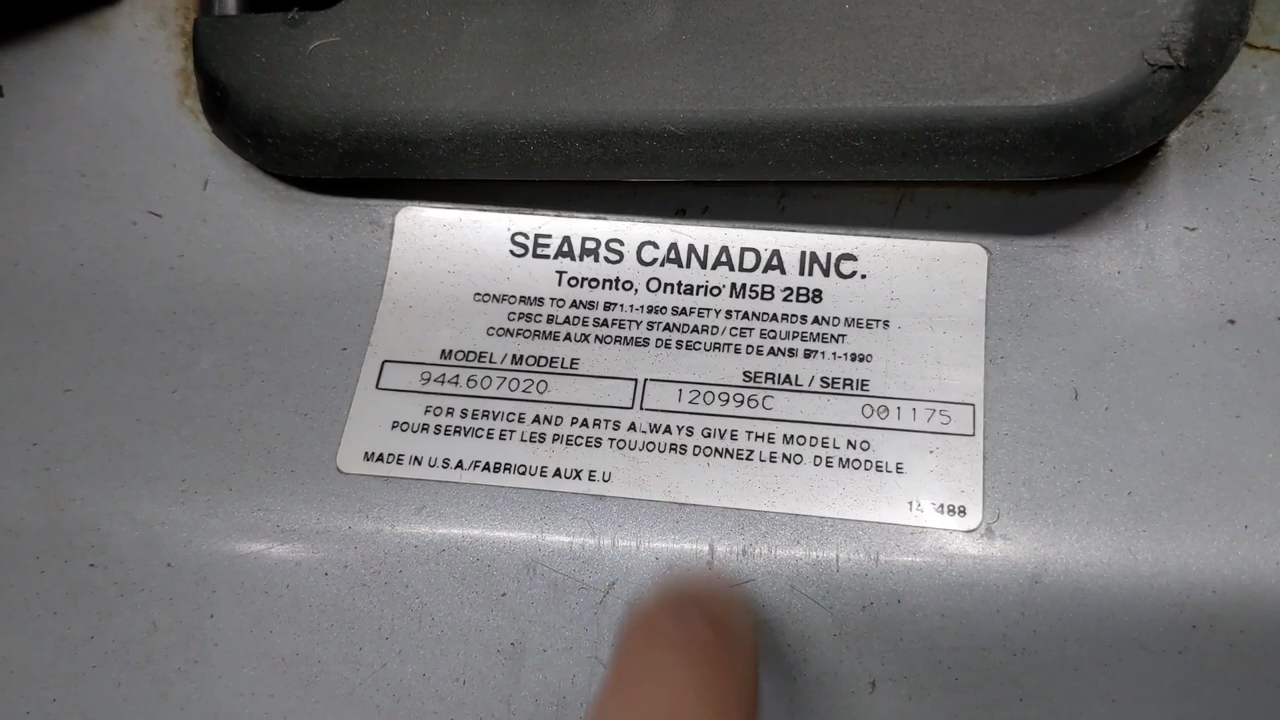 SEARS CANADA INC.
Toronto, Ontario M5B 2B8
CONFORMS TO ANSI B71.1-1990 SAFETY STANDARDS AND MEETS
CPSC BLADE SAFETY STANDARD / CET EQUIPEMENT
CONFORME AUX NORMES DE SECURITE DE ANSI B71.1-1990
MODEL / MODELE SERIAL / SERIE
944.607020 120996C 001175
FOR SERVICE AND PARTS ALWAYS GIVE THE MODEL NO.
POUR SERVICE ET LES PIECES TOUJOURS DONNEZ LE NO. DE MODELE.
MADE IN U.S.A./FABRIQUE AUX E.U.